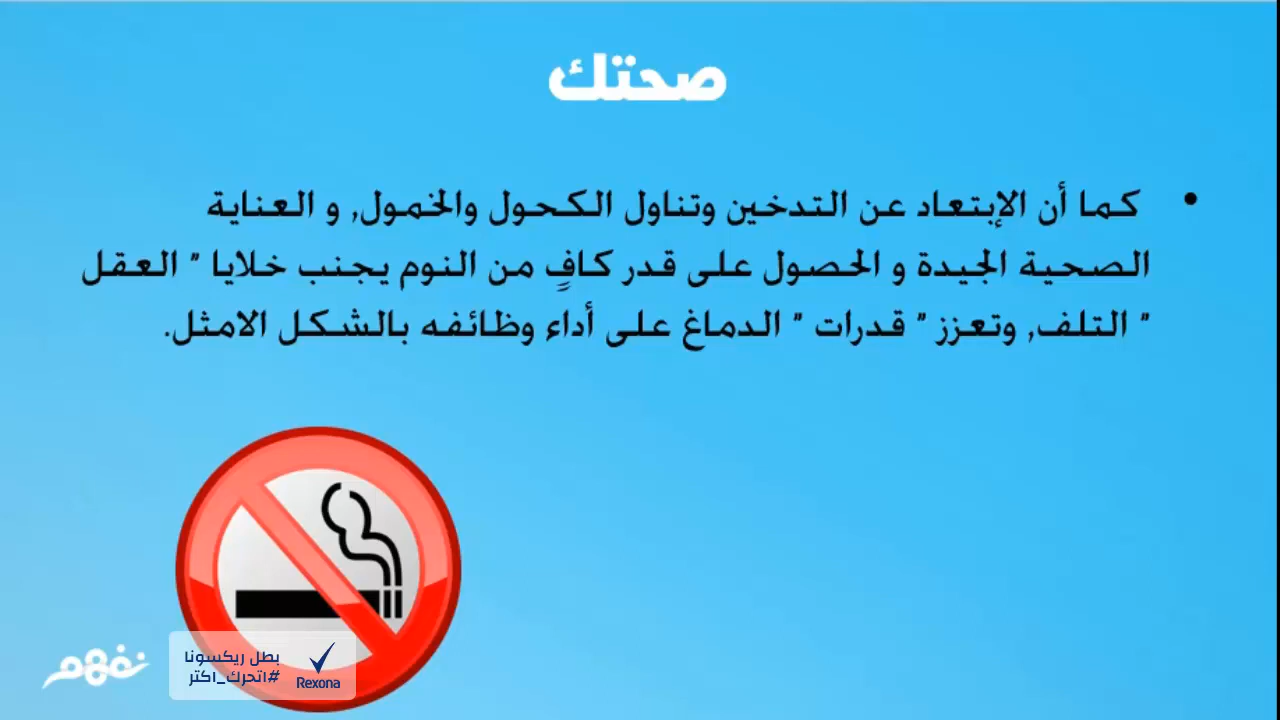 صحتك
• كما أن الإبتعاد عن التدخين وتناول الكحول والخمول, و العناية
الصحية الجيدة و الحصول على قدر كافٍ من النوم يجنب خلايا " العقل
" التلف, وتعزز " قدرات " الدماغ على أداء وظائفه بالشكل الامثل.
بطل ريكسونا
#اتحرك_اكتر
Rexona
نفهم